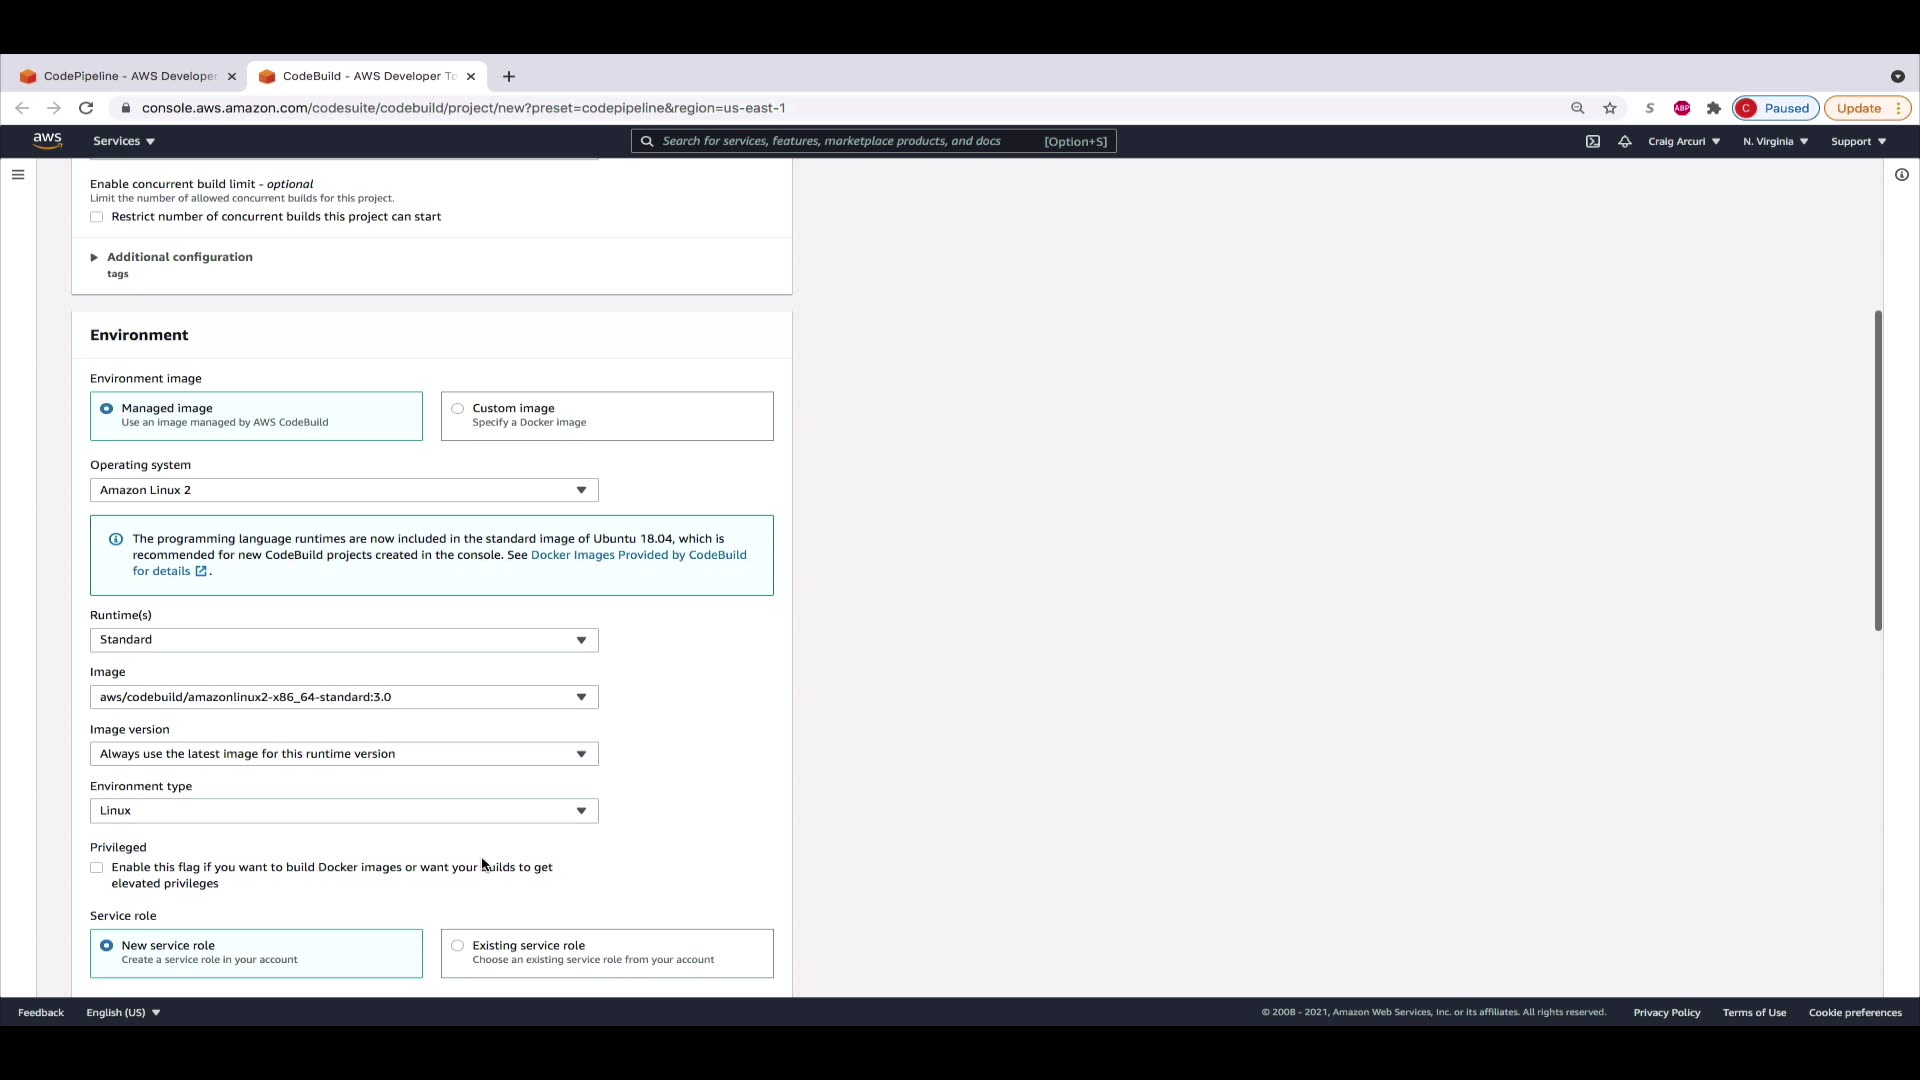 CodePipeline - AWS Develope
CodeBuild - AWS Developer To
console.aws.amazon.com/codesuite/codebuild/project/new?preset=codepipeline&region=us-east-1
S
ABP
C Paused
Update
aws
Services
Search for services, features, marketplace products, and docs
[Option+S]
Craig Arcuri
N. Virginia
Support
Enable concurrent build limit - optional
Limit the number of allowed concurrent builds for this project.
Restrict number of concurrent builds this project can start
Additional configuration
tags
Environment
Environment image
Managed image
Use an image managed by AWS CodeBuild
Custom image
Specify a Docker image
Operating system
Amazon Linux 2
The programming language runtimes are now included in the standard image of Ubuntu 18.04, which is
recommended for new CodeBuild projects created in the console. See Docker Images Provided by CodeBuild
for details .
Runtime(s)
Standard
Image
aws/codebuild/amazonlinux2-x86_64-standard:3.0
Image version
Always use the latest image for this runtime version
Environment type
Linux
Privileged
Enable this flag if you want to build Docker images or want your builds to get
elevated privileges
Service role
New service role
Create a service role in your account
Existing service role
Choose an existing service role from your account
Feedback
English (US)
© 2008 - 2021, Amazon Web Services, Inc. or its affiliates. All rights reserved.
Privacy Policy
Terms of Use
Cookie preferences